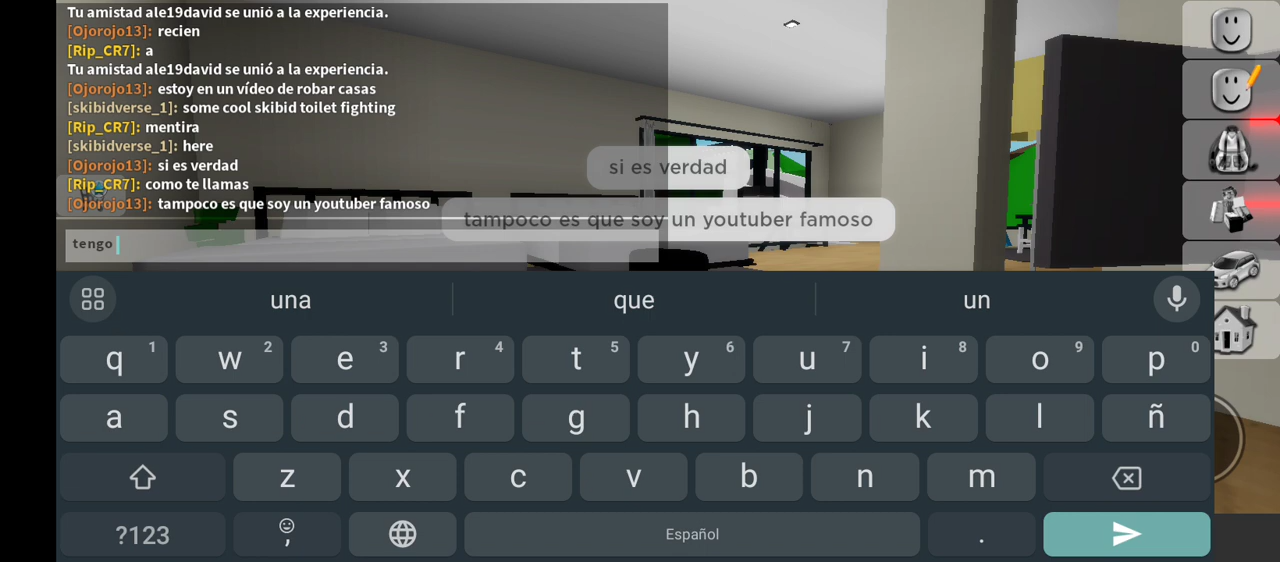 Tu amistad ale19david se unió a la experiencia.
[Ojorojo13]: recien
[Rip_CR7]: a
Tu amistad ale19david se unió a la experiencia.
[Ojorojo13]: estoy en un vídeo de robar casas
[skibidverse_1]: some cool skibid toilet fighting
[Rip_CR7]: mentira
[skibidverse_1]: here
[Ojorojo13]: si es verdad
[Rip_CR7]: como te llamas
[Ojorojo13]: tampoco es que soy un youtuber famoso
si es verdad
tampoco es que soy un youtuber famoso
tengo
una que un
q 1 w 2 e 3 r 4 t 5 y 6 u 7 i 8 o 9 p 0
a s d f g h j k l ñ
z x c v b n m
?123 , Español .